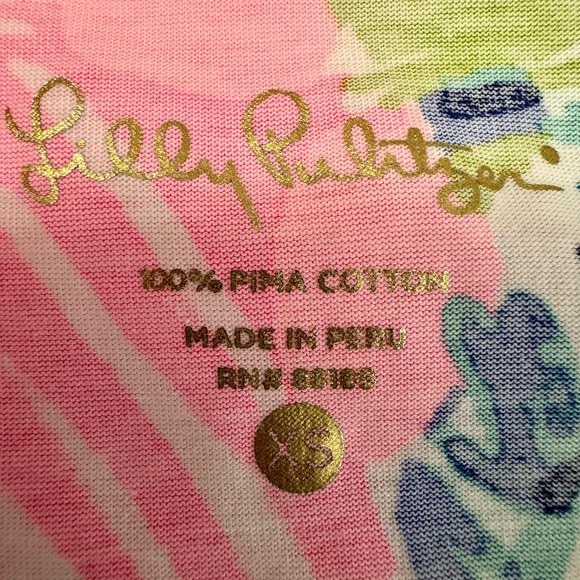 Lilly Pulitzer
100% PIMA COTTON
MADE IN PERU
RN# 88188
XS